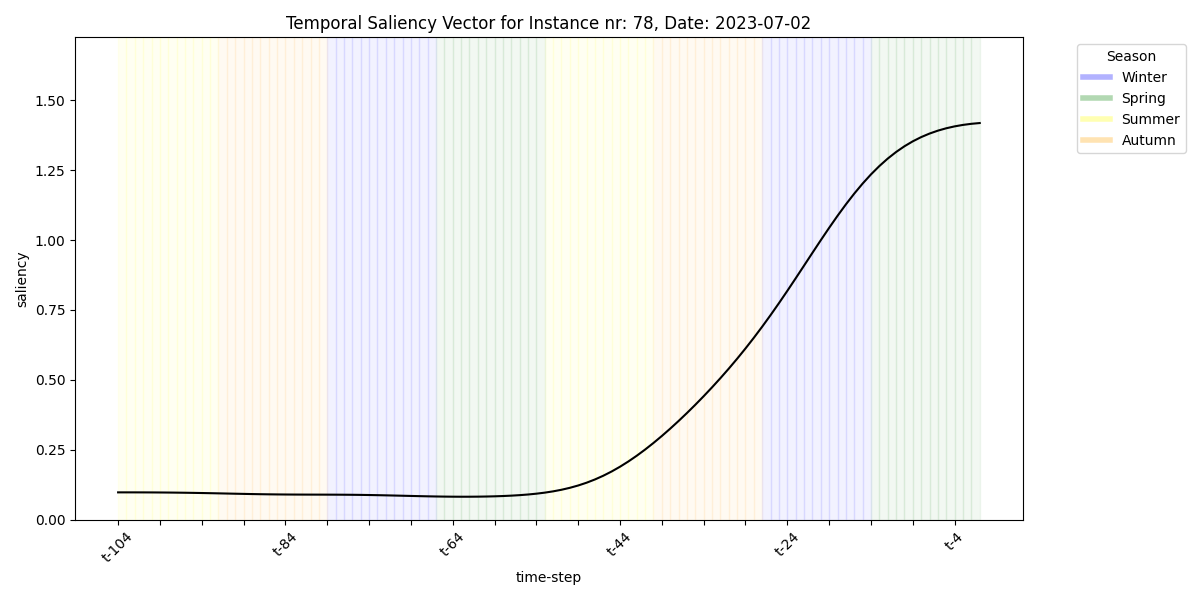 Temporal Saliency Vector for Instance nr: 78, Date: 2023-07-02
Season
Winter
Spring
Summer
Autumn
saliency
1.50
1.25
1.00
0.75
0.50
0.25
0.00
t-104
t-84
t-64
t-44
t-24
t-4
time-step